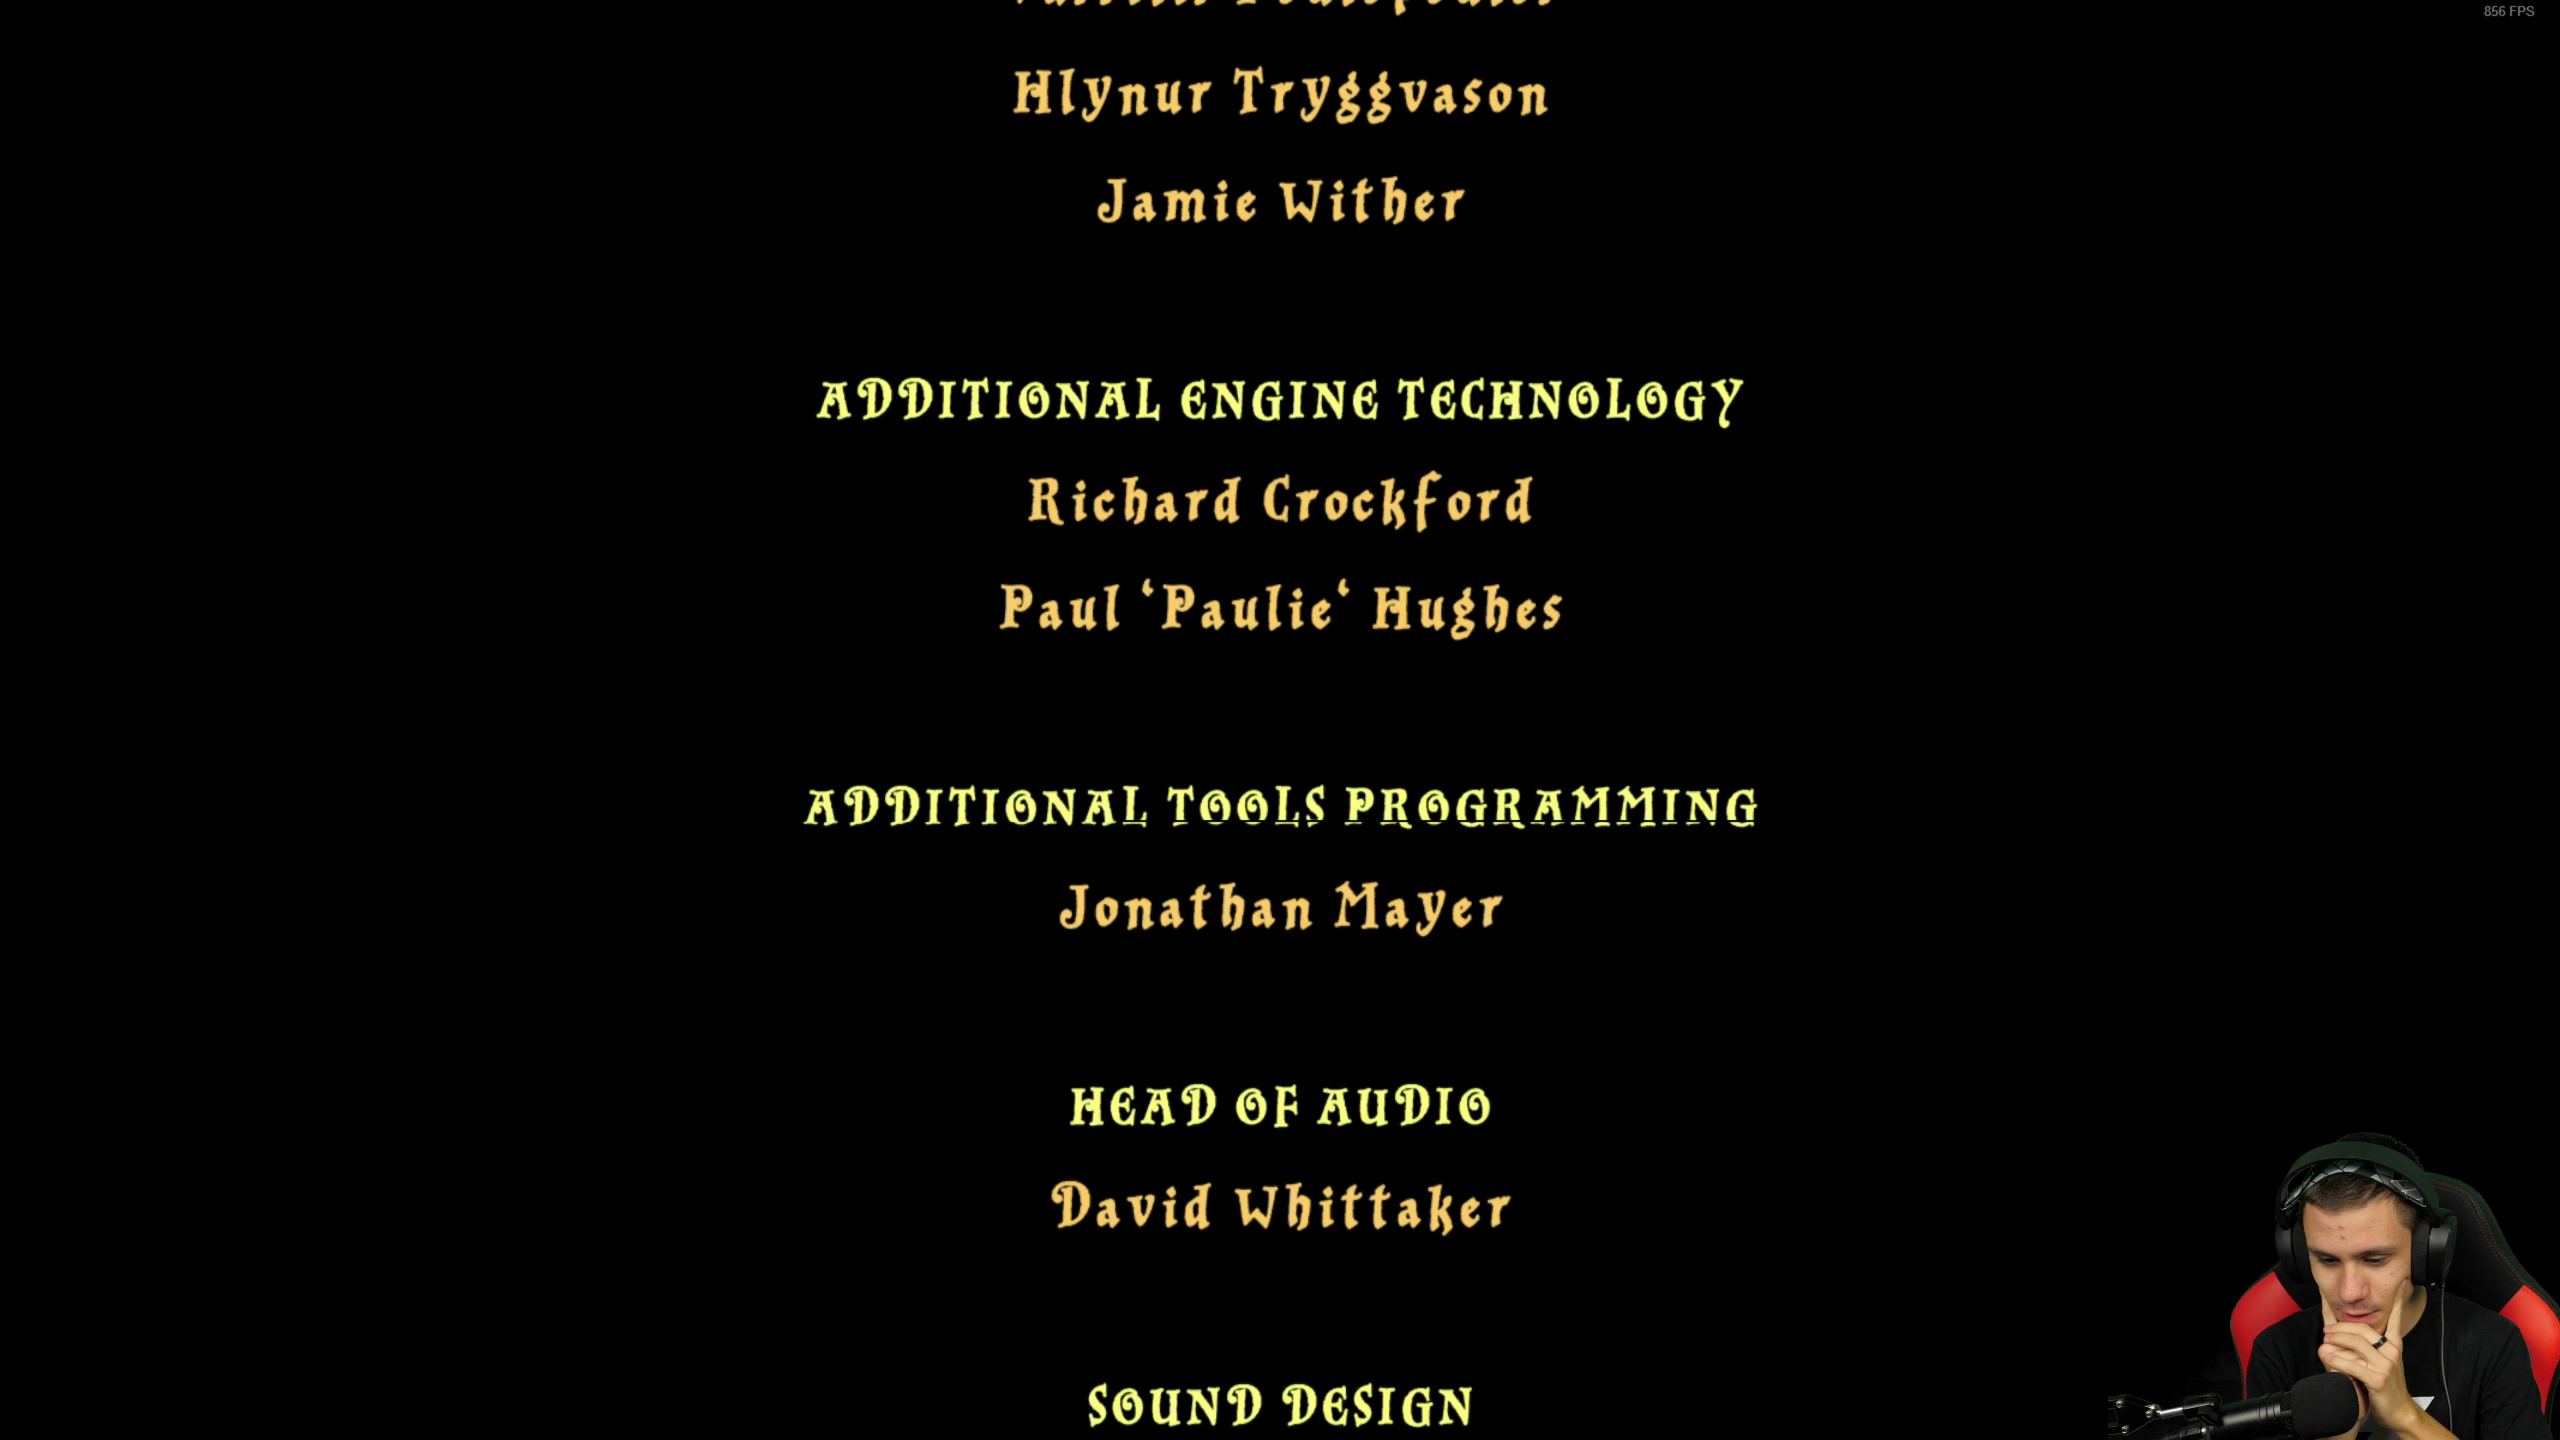 856 FPS
Hlynur Tryggvason
Jamie Wither
ADDITIONAL ENGINE TECHNOLOGY
Richard Crockford
Paul ‘Paulie‘ Hughes
ADDITIONAL TOOLS PROGRAMMING
Jonathan Mayer
HEAD OF AUDIO
David Whittaker
SOUND DESIGN